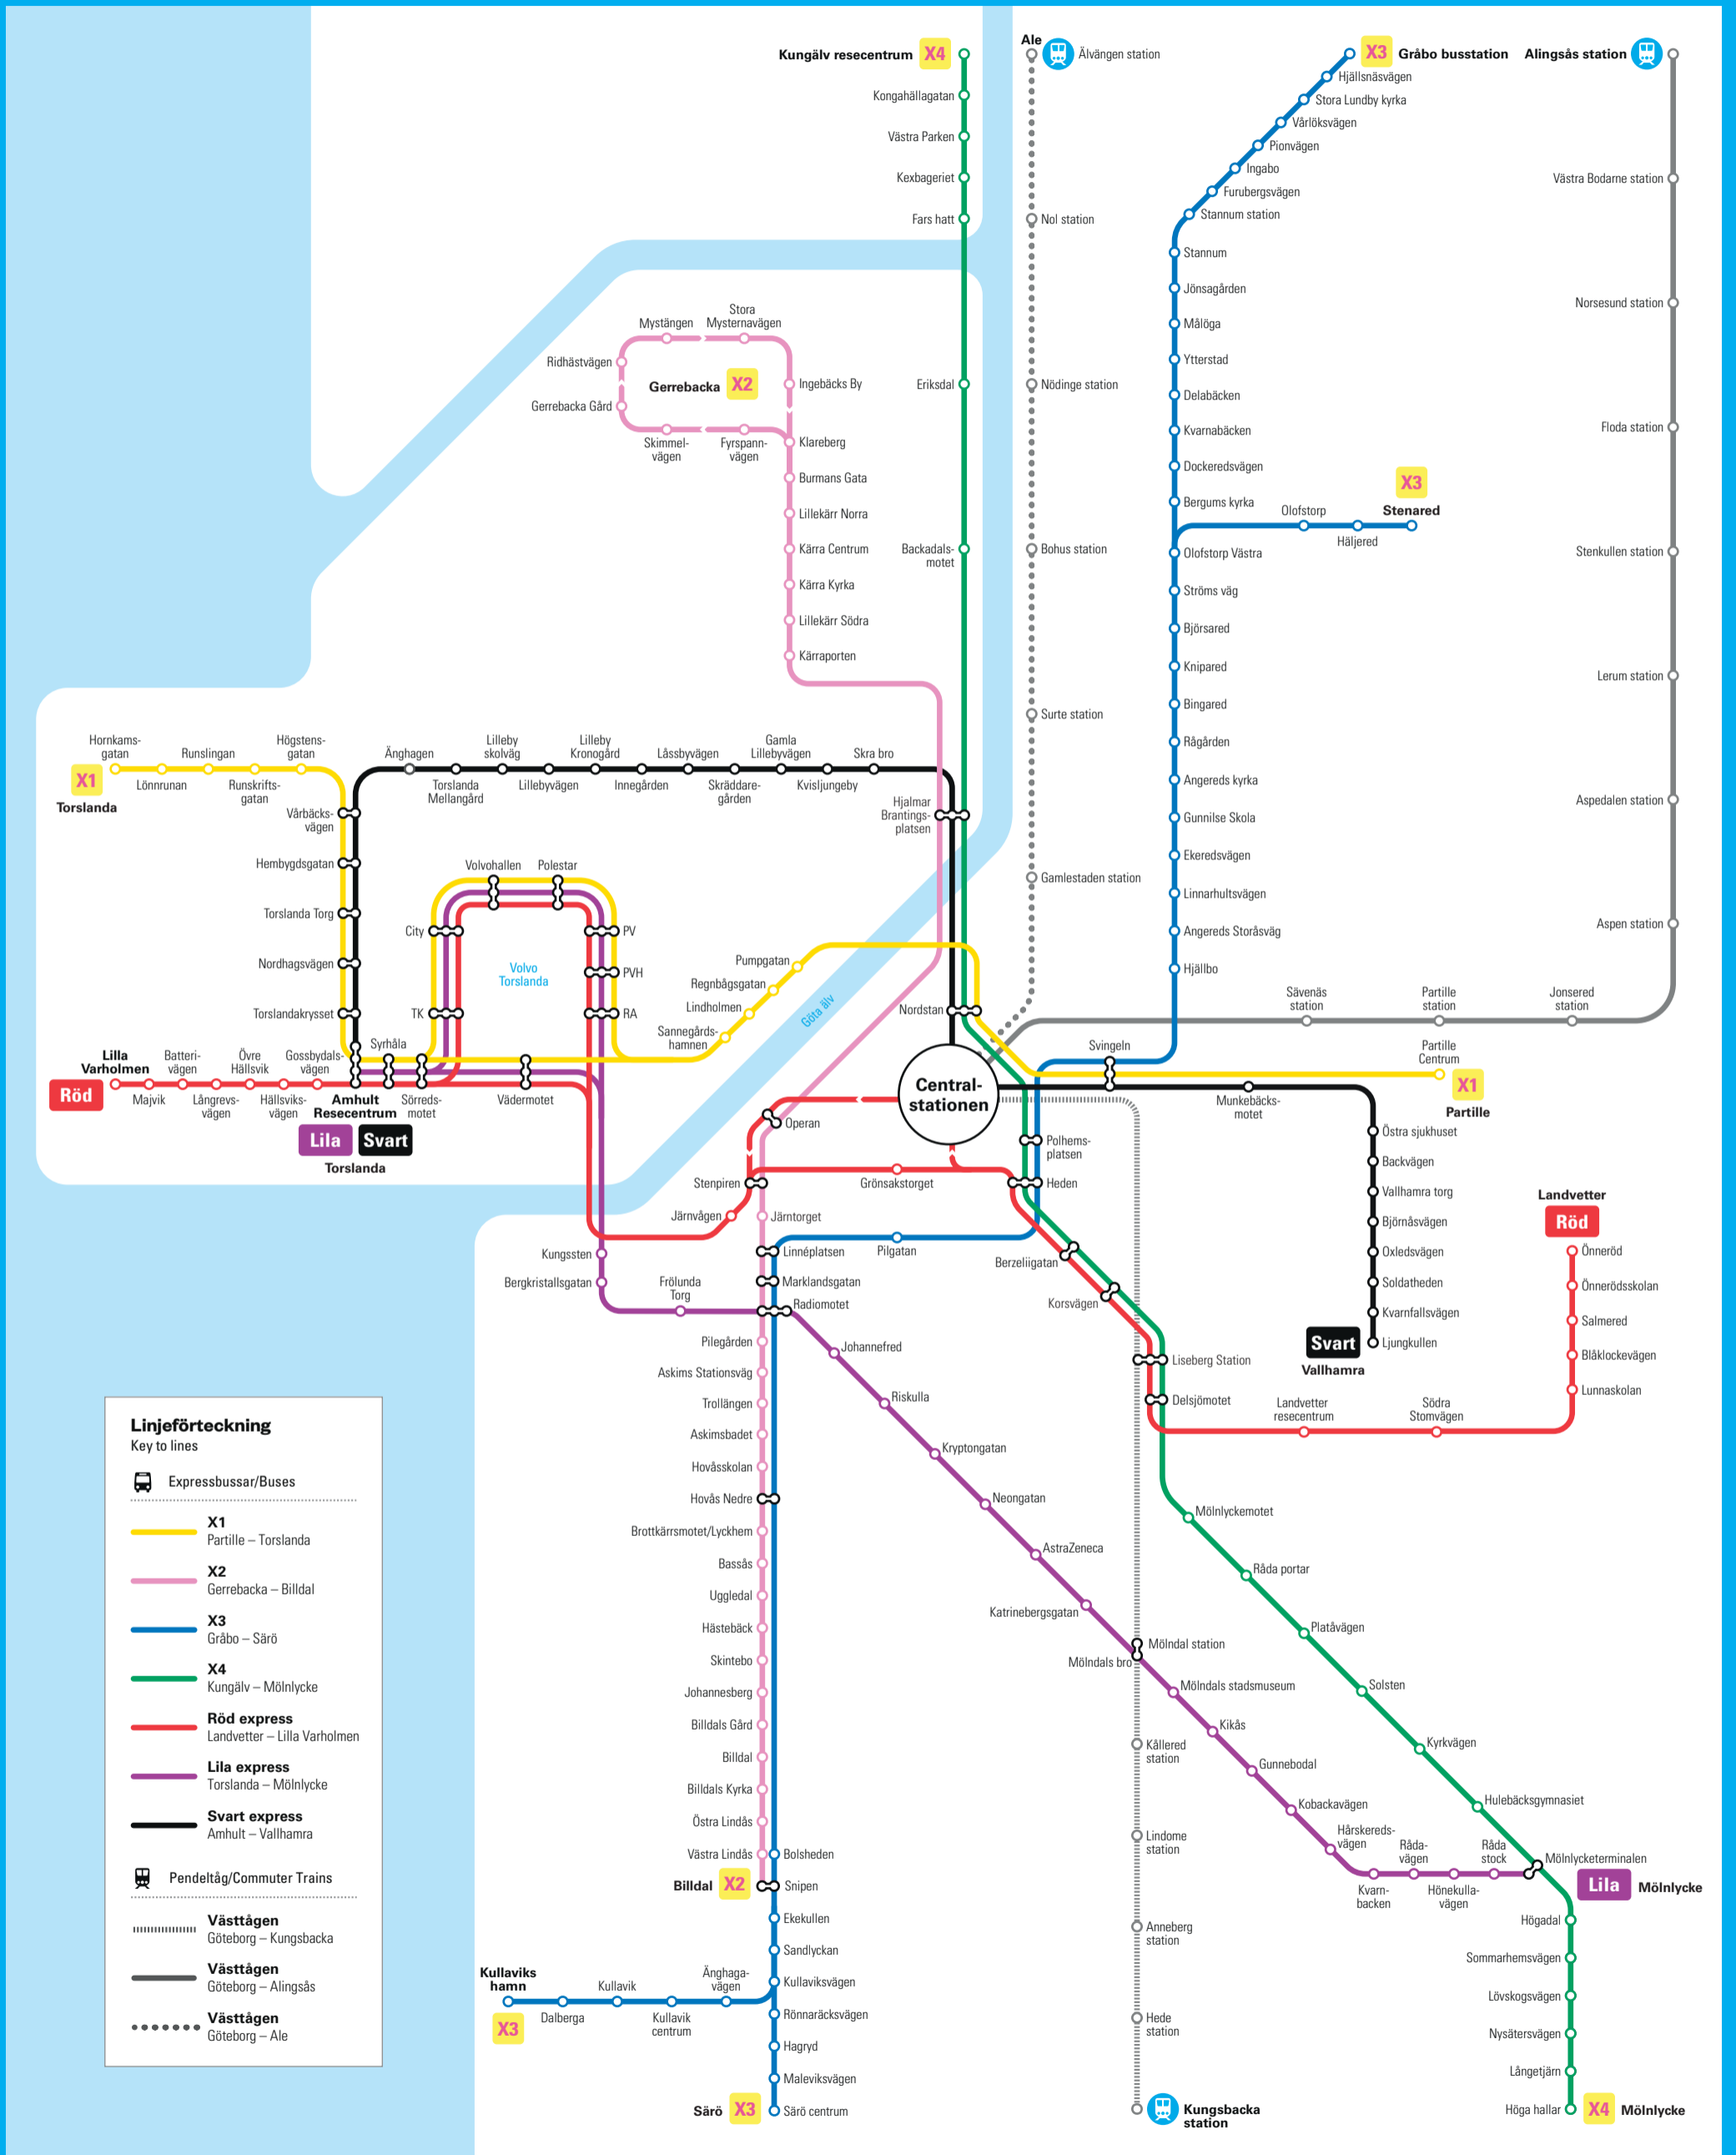 Kungälv resecentrum
X4
Kongahällagatan
Västra Parken
Kexbageriet
Fars hatt
Eriksdal
Backadals-
motet
Ale
Älvängen station
Nol station
Nödinge station
Bohus station
Surte station
Gamlestaden station
X3
Gråbo busstation
Hjällsnäsvägen
Stora Lundby kyrka
Vårlöksvägen
Pionvägen
Ingabo
Furubergsvägen
Stannum station
Stannum
Jönsagården
Målöga
Ytterstad
Delabäcken
Kvarnabäcken
Dockeredsvägen
Bergums kyrka
X3
Stenared
Olofstorp
Häljered
Olofstorp Västra
Ströms väg
Björsared
Knipared
Bingared
Rågården
Angereds kyrka
Gunnilse Skola
Ekeredsvägen
Linnarhultsvägen
Angereds Storåsväg
Hjällbo
Alingsås station
Västra Bodarne station
Norsesund station
Floda station
Stenkullen station
Lerum station
Aspedalen station
Aspen station
Jonsered
station
Partille
station
Sävenäs
station
Mystängen
Stora
Mysternavägen
Ridhästvägen
Gerrebacka
X2
Gerrebacka Gård
Skimmel-
vägen
Fyrspann-
vägen
Ingebäcks By
Klareberg
Burmans Gata
Lillekärr Norra
Kärra Centrum
Kärra Kyrka
Lillekärr Södra
Kärraporten
Hornkams-
gatan
X1
Torslanda
Lönnrunan
Runslingan
Runskrifts-
gatan
Högstens-
gatan
Vårbäcks-
vägen
Hembygdsgatan
Torslanda Torg
Nordhagsvägen
Torslandakrysset
Änghagen
Torslanda
Mellangård
Lilleby
skolväg
Lillebyvägen
Lilleby
Kronogård
Innegården
Låssbyvägen
Skräddare-
gården
Gamla
Lillebyvägen
Kvisljungeby
Skra bro
Hjalmar
Brantings-
platsen
Volvohallen
Polestar
City
PV
Volvo
Torslanda
PVH
TK
RA
Pumpgatan
Regnbågsgatan
Lindholmen
Sannegårds-
hamnen
Göta älv
Nordstan
Lilla
Varholmen
Röd
Majvik
Batteri-
vägen
Långrevs-
vägen
Övre
Hällsvik
Hällsviks-
vägen
Gossbydals-
vägen
Syrhåla
Amhult
Resecentrum
Lila
Svart
Torslanda
Sörreds-
motet
Vädermotet
Central-
stationen
Svingeln
Partille
Centrum
X1
Partille
Munkebäcks-
motet
Östra sjukhuset
Backvägen
Vallhamra torg
Björnåsvägen
Oxledsvägen
Soldatheden
Kvarnfallsvägen
Ljungkullen
Svart
Vallhamra
Operan
Stenpiren
Grönsakstorget
Polhems-
platsen
Heden
Järnvågen
Järntorget
Linnéplatsen
Pilgatan
Marklandsgatan
Berzeliigatan
Korsvägen
Liseberg Station
Delsjömotet
Landvetter
Röd
Önneröd
Önnerödsskolan
Salmered
Blåklockevägen
Lunnaskolan
Landvetter
resecentrum
Södra
Stomvägen
Kungssten
Bergkristallsgatan
Frölunda
Torg
Radiomotet
Pilegården
Askims Stationsväg
Trollängen
Askimsbadet
Hovåsskolan
Hovås Nedre
Brottkärrsmotet/Lyckhem
Bassås
Uggledal
Hästebäck
Skintebo
Johannesberg
Billdals Gård
Billdal
Billdals Kyrka
Östra Lindås
Västra Lindås
Bolsheden
Billdal
X2
Snipen
Ekekullen
Sandlyckan
Kullaviksvägen
Kullaviks
hamn
X3
Dalberga
Kullavik
Kullavik
centrum
Änghaga-
vägen
Rönnaräcksvägen
Hagryd
Maleviksvägen
Särö
X3
Särö centrum
Johannefred
Riskulla
Kryptongatan
Neongatan
AstraZeneca
Katrinebergsgatan
Mölndal station
Mölndals bro
Mölndals stadsmuseum
Kikås
Gunnebodal
Kobackavägen
Hårskereds-
vägen
Kvarn-
backen
Råda-
vägen
Hönekulla-
vägen
Råda
stock
Mölnlycketerminalen
Lila
Mölnlycke
Mölnlyckemotet
Råda portar
Platåvägen
Solsten
Kyrkvägen
Hulebäcksgymnasiet
Högadal
Sommarhemsvägen
Lövskogsvägen
Nysätersvägen
Långetjärn
Höga hallar
X4
Mölnlycke
Kållered
station
Lindome
station
Anneberg
station
Hede
station
Kungsbacka
station
Linjeförteckning
Key to lines
Expressbussar/Buses
X1
Partille – Torslanda
X2
Gerrebacka – Billdal
X3
Gråbo – Särö
X4
Kungälv – Mölnlycke
Röd express
Landvetter – Lilla Varholmen
Lila express
Torslanda – Mölnlycke
Svart express
Amhult – Vallhamra
Pendeltåg/Commuter Trains
Västtågen
Göteborg – Kungsbacka
Västtågen
Göteborg – Alingsås
Västtågen
Göteborg – Ale